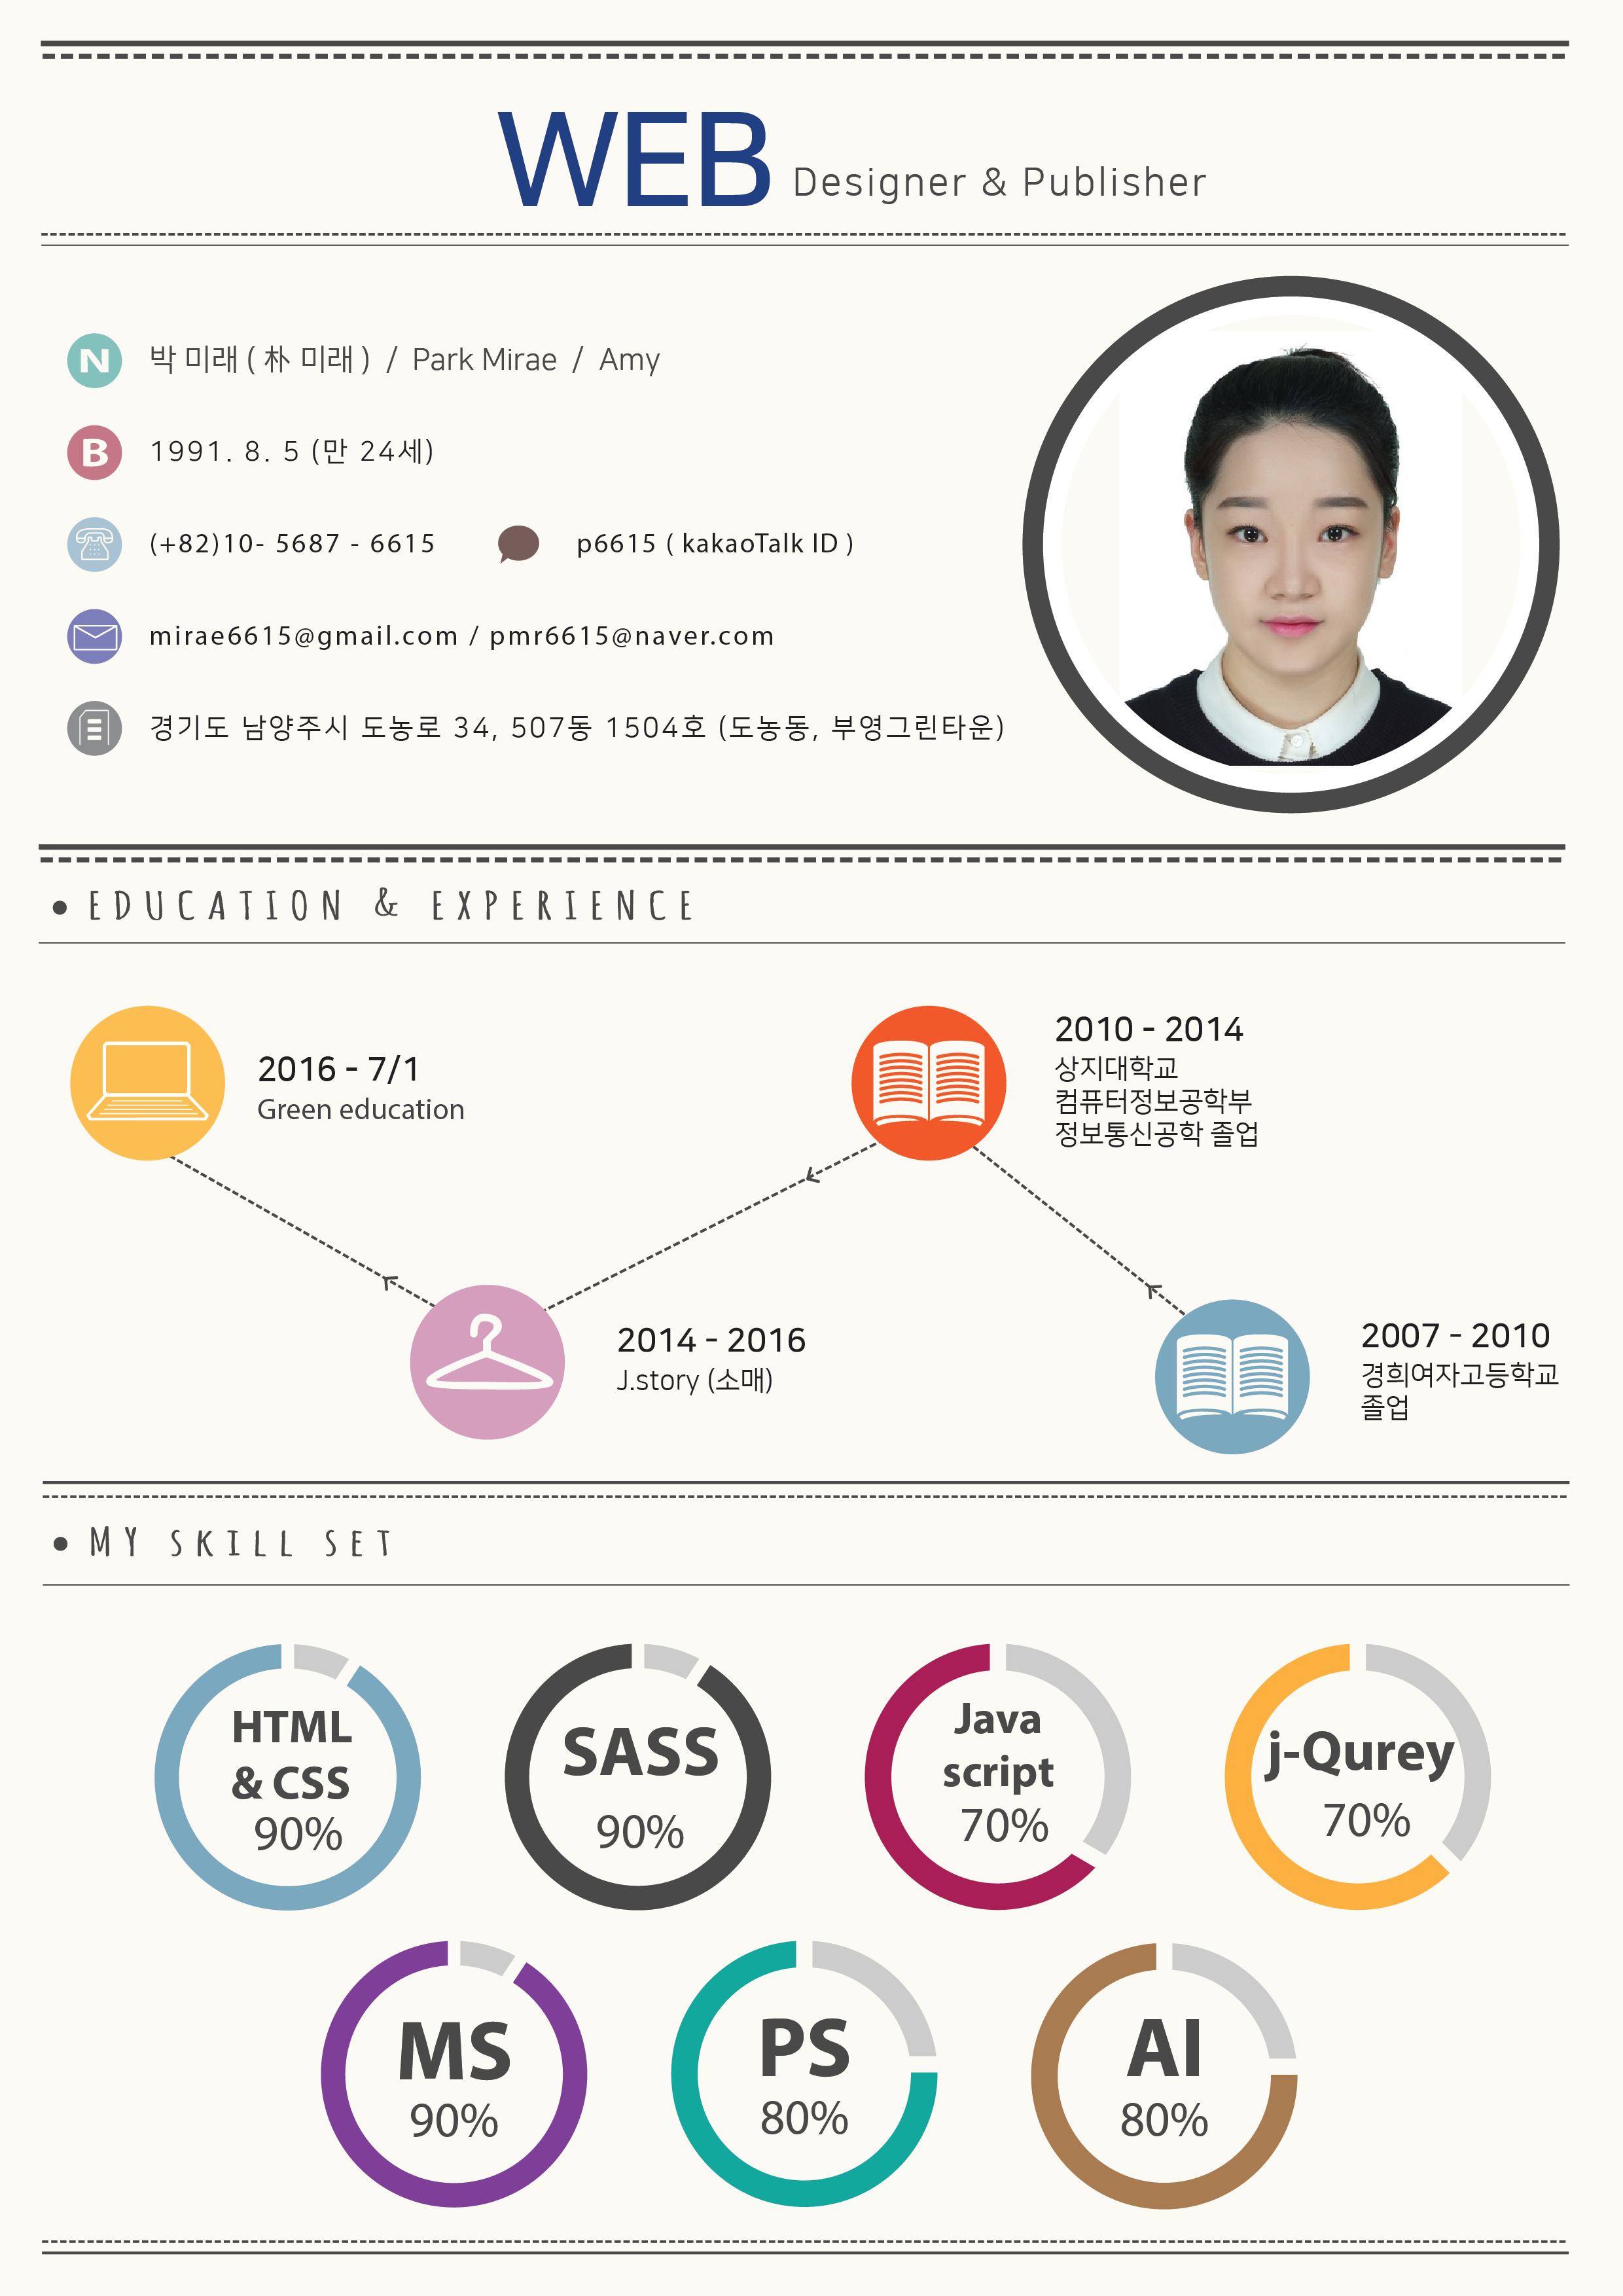 WEB Designer & Publisher
N 박 미래 ( 朴 미래 ) / Park Mirae / Amy
B 1991. 8. 5 (만 24세)
(+82)10- 5687 - 6615 p6615 ( kakaoTalk ID )
mirae6615@gmail.com / pmr6615@naver.com
경기도 남양주시 도농로 34, 507동 1504호 (도농동, 부영그린타운)
• EDUCATION & EXPERIENCE
2016 - 7/1
Green education
2010 - 2014
상지대학교
컴퓨터정보공학부
정보통신공학 졸업
2014 - 2016
J.story (소매)
2007 - 2010
경희여자고등학교
졸업
• MY SKILL SET
HTML
& CSS
90%
SASS
90%
Java
script
70%
j-Qurey
70%
MS
90%
PS
80%
AI
80%